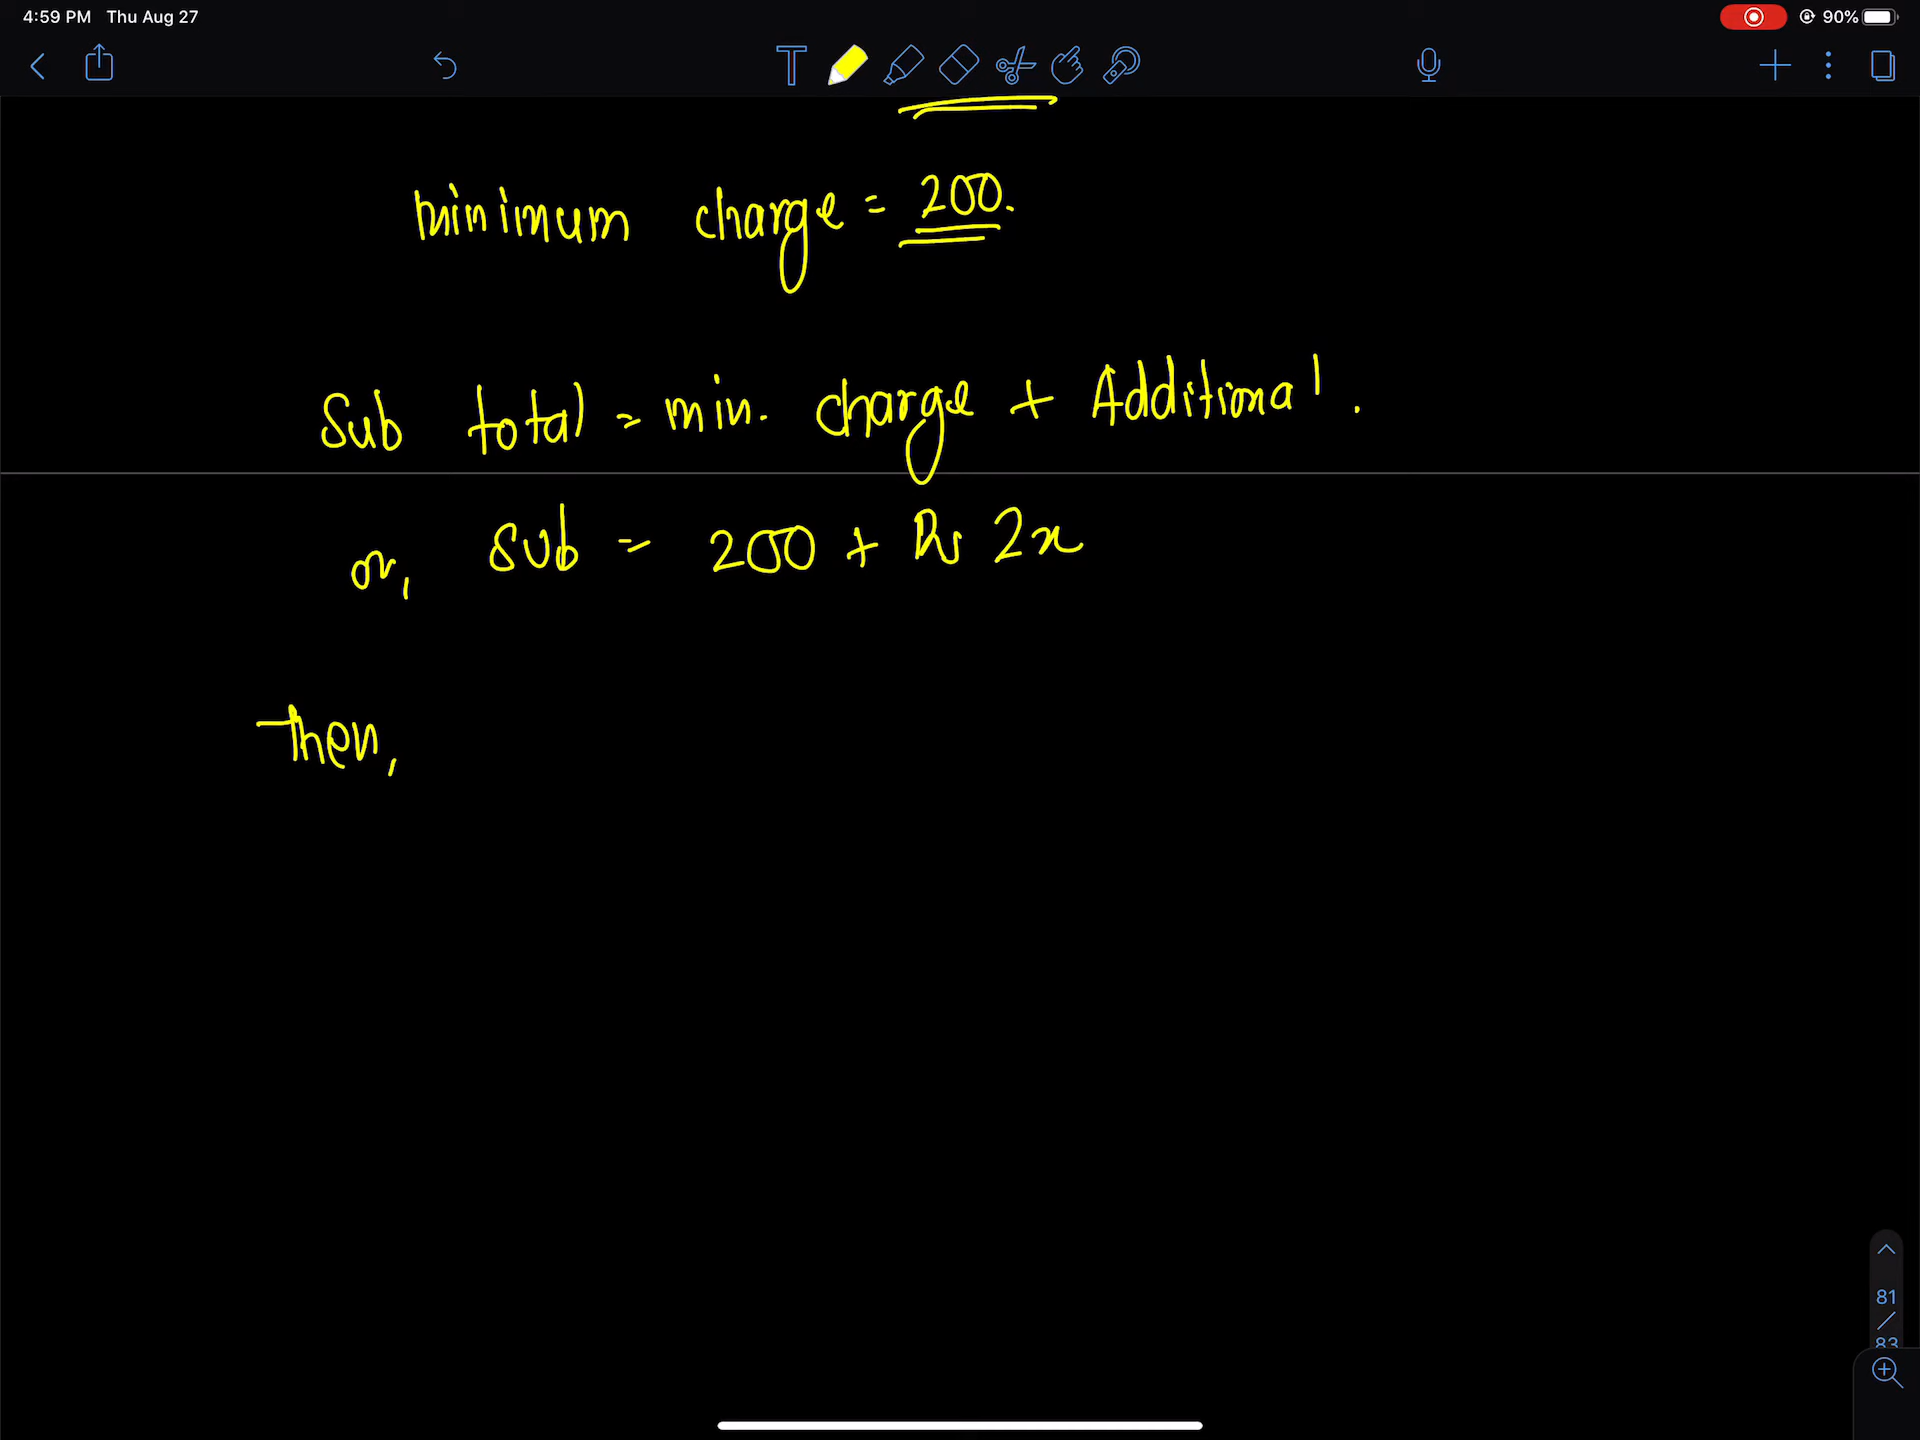 4:59 PM Thu Aug 27
90%
minimum charge = 200.
Sub total = min. charge + Additional.
or, Sub = 200 + Rs 2x
Then,
81
/
83